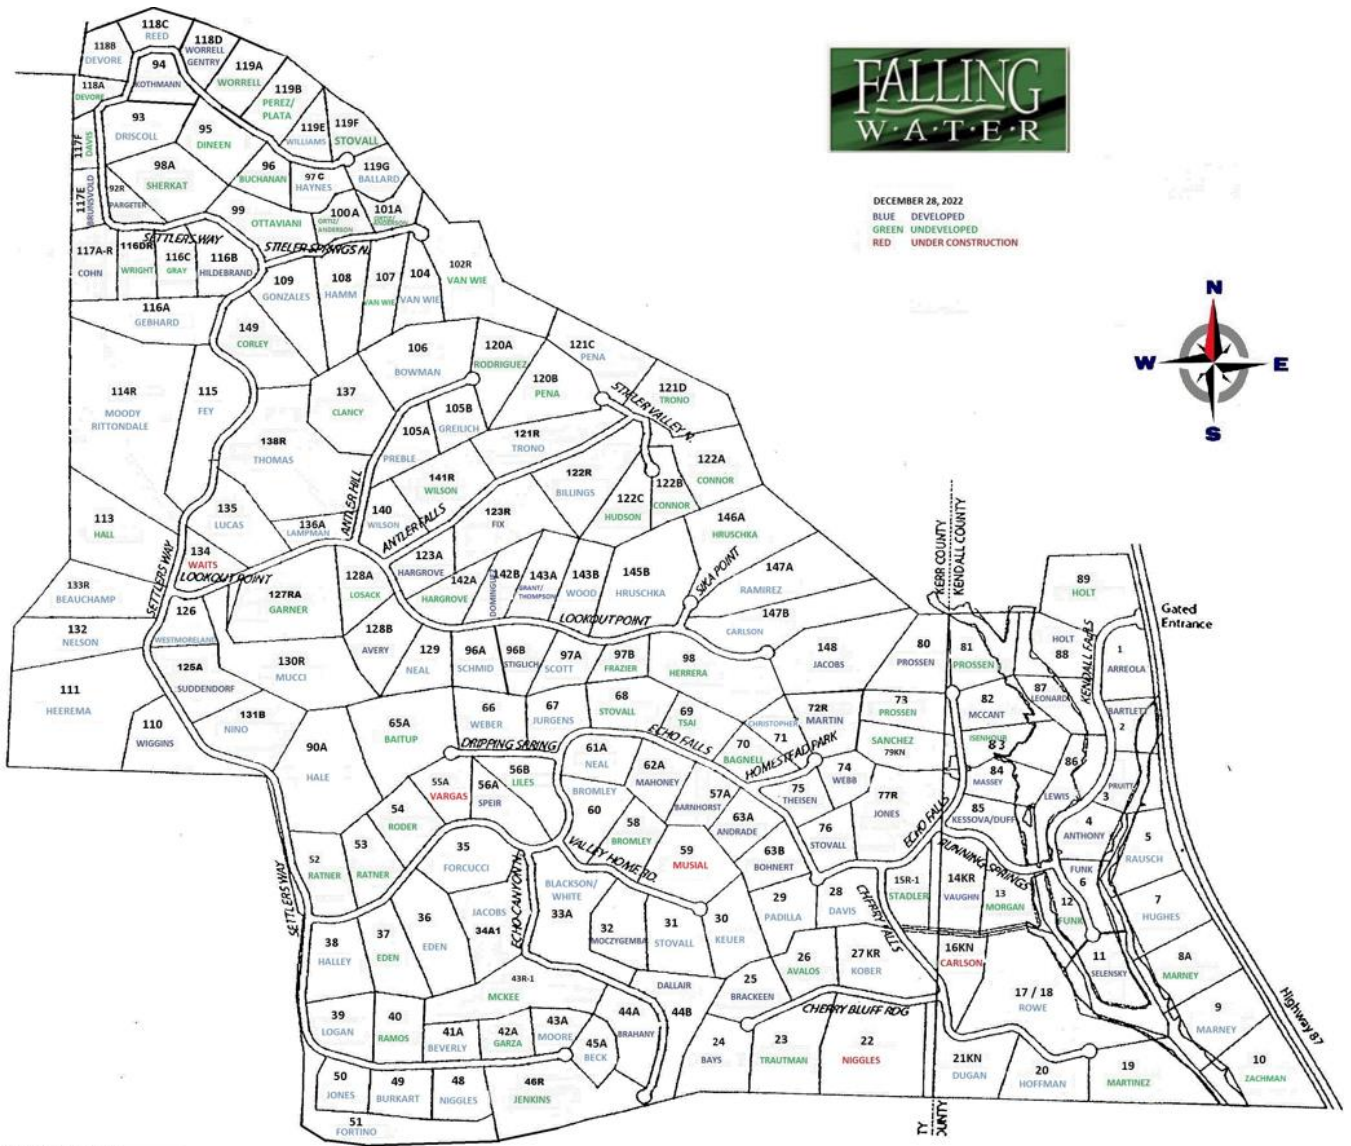 FALLING
W·A·T·E·R
DECEMBER 28, 2022
BLUE DEVELOPED
GREEN UNDEVELOPED
RED UNDER CONSTRUCTION
N
W
E
S
118B
DEVORE
118C
REED
118D
WORRELL
GENTRY
119A
WORRELL
119B
PEREZ/
PLATA
119E
WILLIAMS
119F
STOVALL
119G
BALLARD
94
KOTHMANN
118A
DEVORE
93
DRISCOLL
95
DINEEN
117F
DAVIS
98A
SHERKAT
96
BUCHANAN
97 C
HAYNES
117E
BRUNSVOLD
92R
PARGETER
99
OTTAVIANI
100A
ORTIZ/
ANDERSON
101A
ORTIZ/
ANDERSON
SETTLERS WAY
STIELER SPRINGS N.
117A-R
COHN
116DR
WRIGHT
116C
GRAY
116B
HILDEBRAND
109
GONZALES
108
HAMM
107
VAN WIE
104
VAN WIE
102R
VAN WIE
116A
GEBHARD
149
CORLEY
106
BOWMAN
120A
RODRIGUEZ
121C
PENA
120B
PENA
121D
TRONO
STIELER VALLEY N.
114R
MOODY
RITTONDALE
115
FEY
137
CLANCY
105B
GREILICH
105A
PREBLE
121R
TRONO
138R
THOMAS
ANTLER HILL
141R
WILSON
122R
BILLINGS
122A
CONNOR
122B
CONNOR
122C
HUDSON
113
HALL
135
LUCAS
136A
LAMPMAN
140
WILSON
ANTLER FALLS
123R
FIX
146A
HRUSCHKA
SETTLERS WAY
134
WAITS
LOOKOUT POINT
123A
HARGROVE
142A
HARGROVE
142B
DOMINGUEZ
143A
GRANT/
THOMPSON
143B
WOOD
145B
HRUSCHKA
SIKA POINT
147A
RAMIREZ
147B
CARLSON
133R
BEAUCHAMP
126
WESTMORELAND
127RA
GARNER
128A
LOSACK
128B
AVERY
LOOKOUT POINT
132
NELSON
125A
SUDDENDORF
130R
MUCCI
129
NEAL
96A
SCHMID
96B
STIGLICH
97A
SCOTT
97B
FRAZIER
98
HERRERA
148
JACOBS
80
PROSSEN
KERR COUNTY
KENDALL COUNTY
81
PROSSEN
89
HOLT
HOLT
88
Gated
Entrance
KENDALL FALLS
1
ARREOLA
111
HEEREMA
110
WIGGINS
131B
NINO
90A
HALE
65A
BAITUP
66
WEBER
67
JURGENS
68
STOVALL
69
TSAI
70
BAGNELL
CHRISTOPHER
71
72R
MARTIN
73
PROSSEN
SANCHEZ
79KN
82
MCCANT
87
LEONARD
BARTLETT
2
ISENHOUR
83
84
MASSEY
86
LEWIS
PRUITT
3
DRIPPING SPRING
ECHO FALLS
HOMESTEAD PARK
61A
NEAL
BROMLEY
60
62A
MAHONEY
57A
BARNHORST
63A
ANDRADE
74
WEBB
75
THEISEN
77R
JONES
85
KESSOVA/DUFF
4
ANTHONY
5
RAUSCH
55A
VARGAS
56A
SPEIR
56B
LILES
54
RODER
58
BROMLEY
59
MUSIAL
63B
BOHNERT
76
STOVALL
ECHO FALLS
RUNNING SPRINGS
FUNK
6
7
HUGHES
52
RATNER
53
RATNER
35
FORCUCCI
VALLEY HOME RD.
ECHO CANYON N.
SETTLERS WAY
BLACKSON/
WHITE
33A
JACOBS
34A1
36
EDEN
37
EDEN
38
HALLEY
32
MOCZYGEMBA
31
STOVALL
30
KEUER
29
PADILLA
28
DAVIS
CHERRY FALLS
15R-1
STADLER
14KR
VAUGHN
13
MORGAN
12
FUNK
11
SELENSKY
8A
MARNEY
26
AVALOS
27 KR
KOBER
16KN
CARLSON
17 / 18
ROWE
9
MARNEY
Highway 87
43R-1
MCKEE
DALLAIR
44B
25
BRACKEEN
CHERRY BLUFF RDG
39
LOGAN
40
RAMOS
41A
BEVERLY
42A
GARZA
43A
MOORE
45A
BECK
44A
BRAHANY
24
BAYS
23
TRAUTMAN
22
NIGGLES
21KN
DUGAN
20
HOFFMAN
19
MARTINEZ
10
ZACHMAN
50
JONES
49
BURKART
48
NIGGLES
46R
JENKINS
51
FORTINO
TY
OUNTY